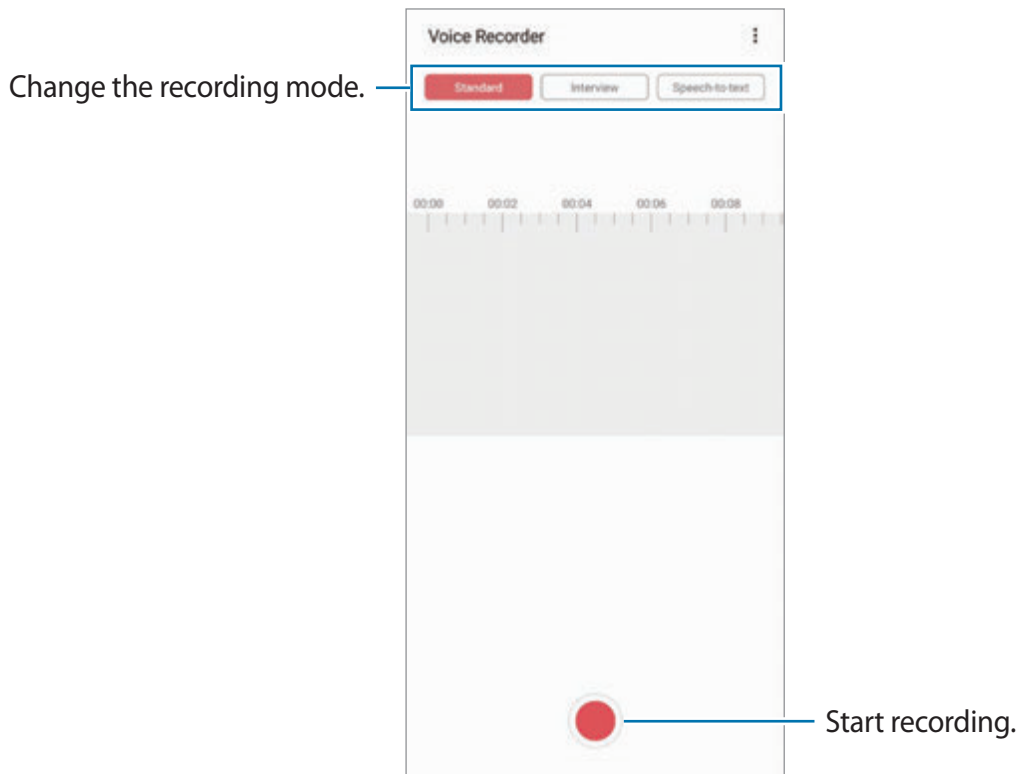 Voice Recorder
Change the recording mode.
Standard Interview Speech-to-text
00:00 00:02 00:04 00:06 00:08
Start recording.